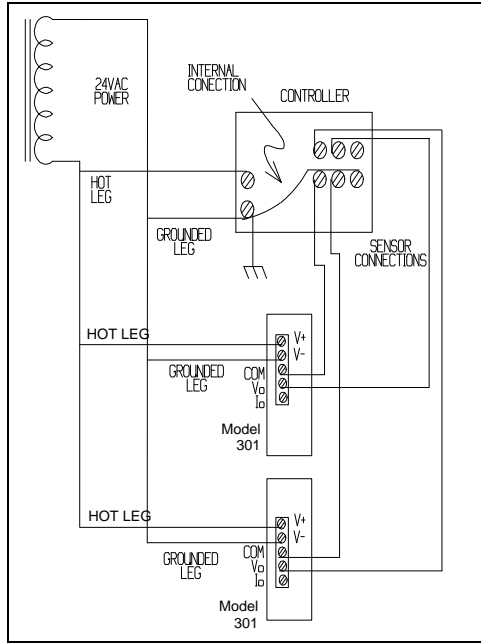 24VAC
POWER
INTERNAL
CONECTION
CONTROLLER
HOT
LEG
GROUNDED
LEG
SENSOR
CONNECTIONS
HOT LEG
V+
V-
GROUNDED
LEG
COM
Vo
Io
Model
301
HOT LEG
V+
V-
GROUNDED
LEG
COM
Vo
Io
Model
301